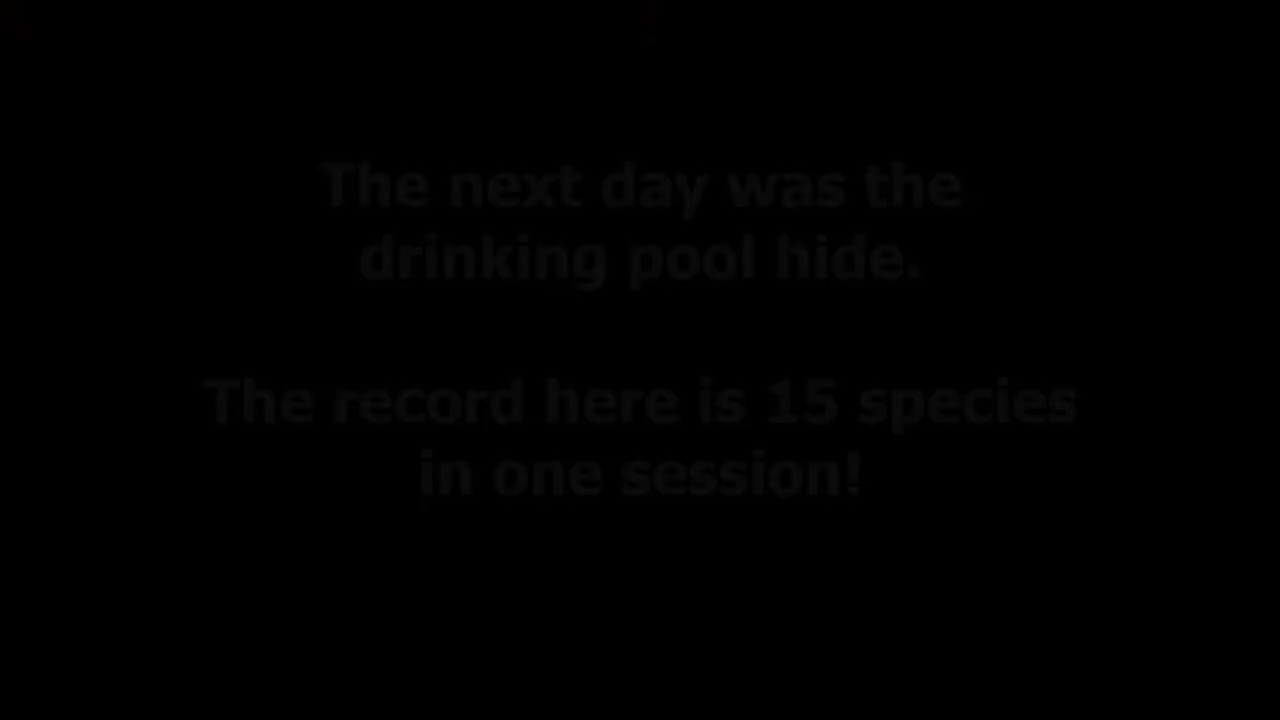 The next day was the
drinking pool hide.
The record here is 15 species
in one session!